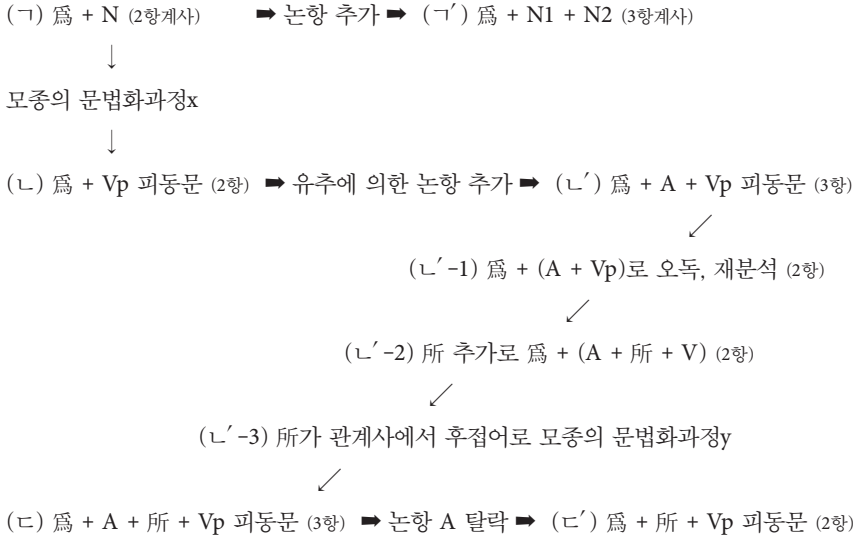 (ㄱ) 爲 + N (2항계사) ➡ 논항 추가 ➡ (ㄱ′) 爲 + N1 + N2 (3항계사)
↓
모종의 문법화과정x
↓
(ㄴ) 爲 + Vp 피동문 (2항) ➡ 유추에 의한 논항 추가 ➡ (ㄴ′) 爲 + A + Vp 피동문 (3항)
↙
(ㄴ′-1) 爲 + (A + Vp)로 오독, 재분석 (2항)
↙
(ㄴ′-2) 所 추가로 爲 + (A + 所 + V) (2항)
↙
(ㄴ′-3) 所가 관계사에서 후접어로 모종의 문법화과정y
↙
(ㄷ) 爲 + A + 所 + Vp 피동문 (3항) ➡ 논항 A 탈락 ➡ (ㄷ′) 爲 + 所 + Vp 피동문 (2항)